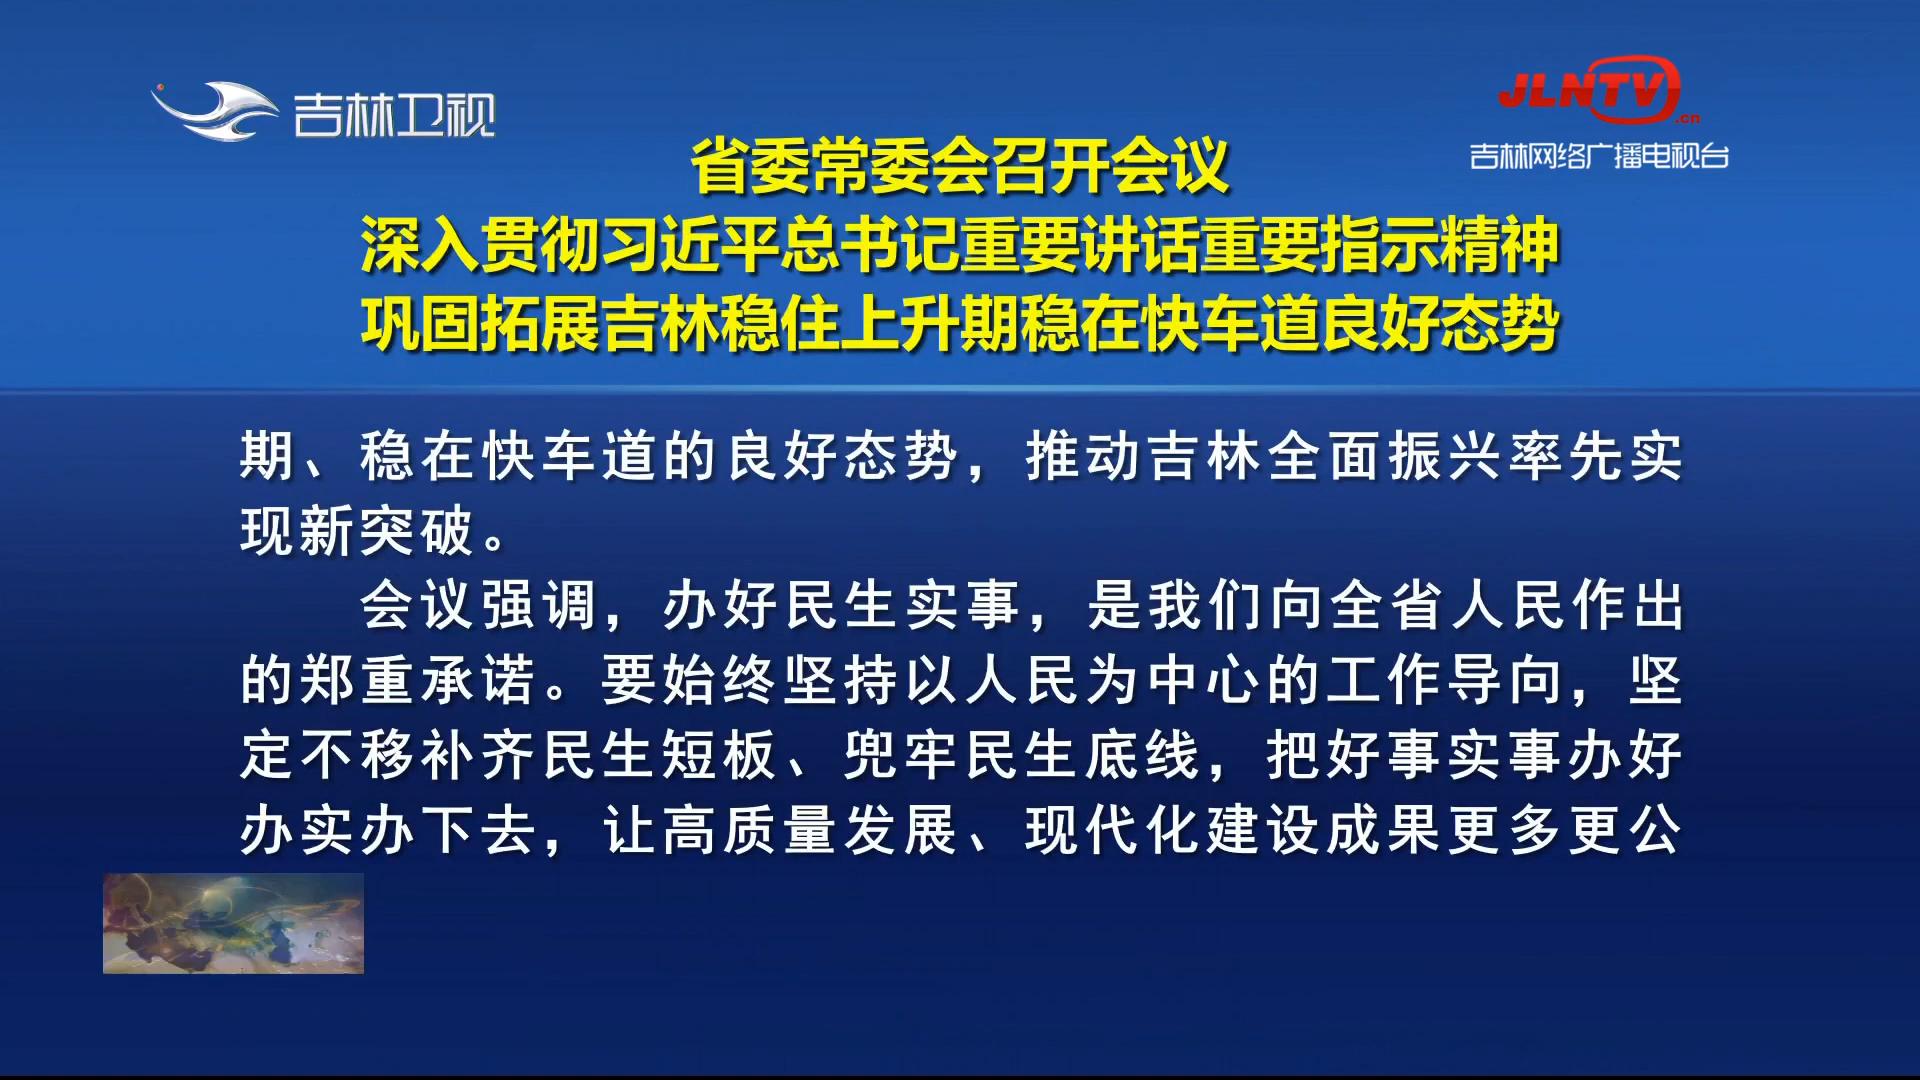 吉林卫视
JLNTV.cn
吉林网络广播电视台
省委常委会召开会议
深入贯彻习近平总书记重要讲话重要指示精神
巩固拓展吉林稳住上升期稳在快车道良好态势
期、稳在快车道的良好态势，推动吉林全面振兴率先实
现新突破。
会议强调，办好民生实事，是我们向全省人民作出
的郑重承诺。要始终坚持以人民为中心的工作导向，坚
定不移补齐民生短板、兜牢民生底线，把好事实事办好
办实办下去，让高质量发展、现代化建设成果更多更公